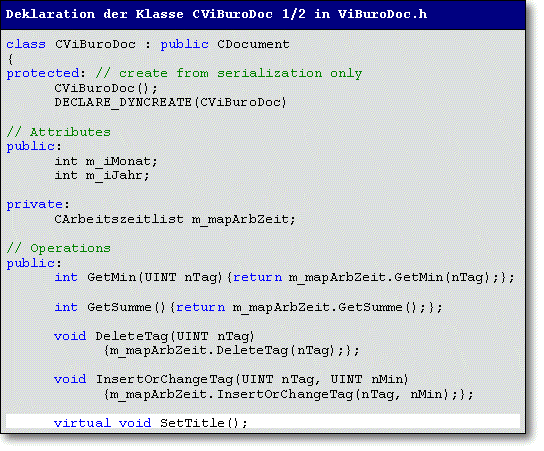 Deklaration der Klasse CViBuroDoc 1/2 in ViBuroDoc.h
class CViBuroDoc : public CDocument
{
protected: // create from serialization only
CViBuroDoc();
DECLARE_DYNCREATE(CViBuroDoc)
// Attributes
public:
int m_iMonat;
int m_iJahr;
private:
CArbeitszeitlist m_mapArbZeit;
// Operations
public:
int GetMin(UINT nTag){return m_mapArbZeit.GetMin(nTag);};
int GetSumme(){return m_mapArbZeit.GetSumme();};
void DeleteTag(UINT nTag)
{m_mapArbZeit.DeleteTag(nTag);};
void InsertOrChangeTag(UINT nTag, UINT nMin)
{m_mapArbZeit.InsertOrChangeTag(nTag, nMin);};
virtual void SetTitle();